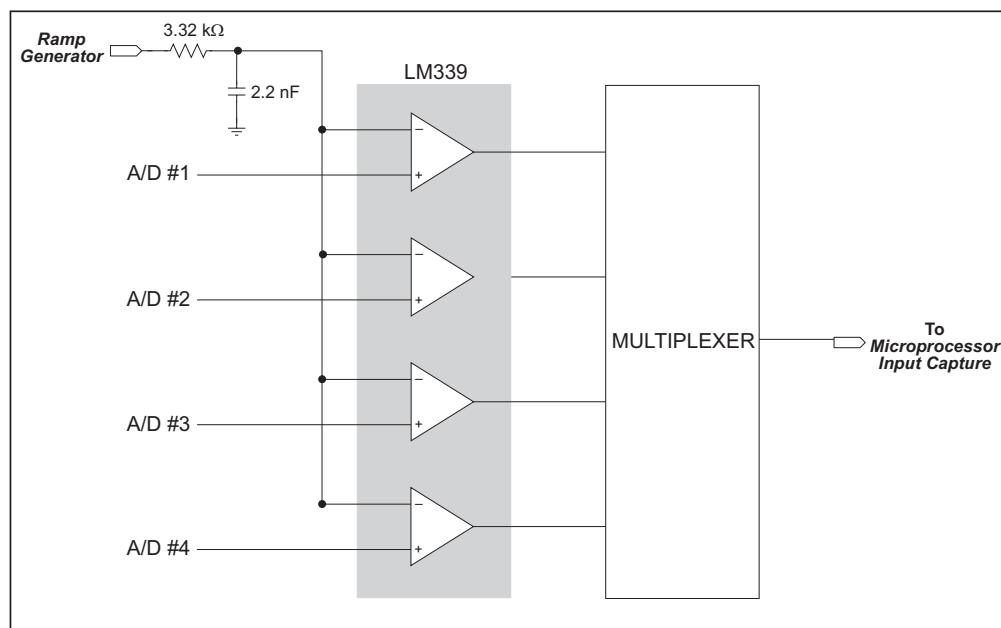 Ramp
Generator
3.32 kΩ
2.2 nF
LM339
−
+
A/D #1
−
+
A/D #2
−
+
A/D #3
−
+
A/D #4
MULTIPLEXER
To
Microprocessor
Input Capture